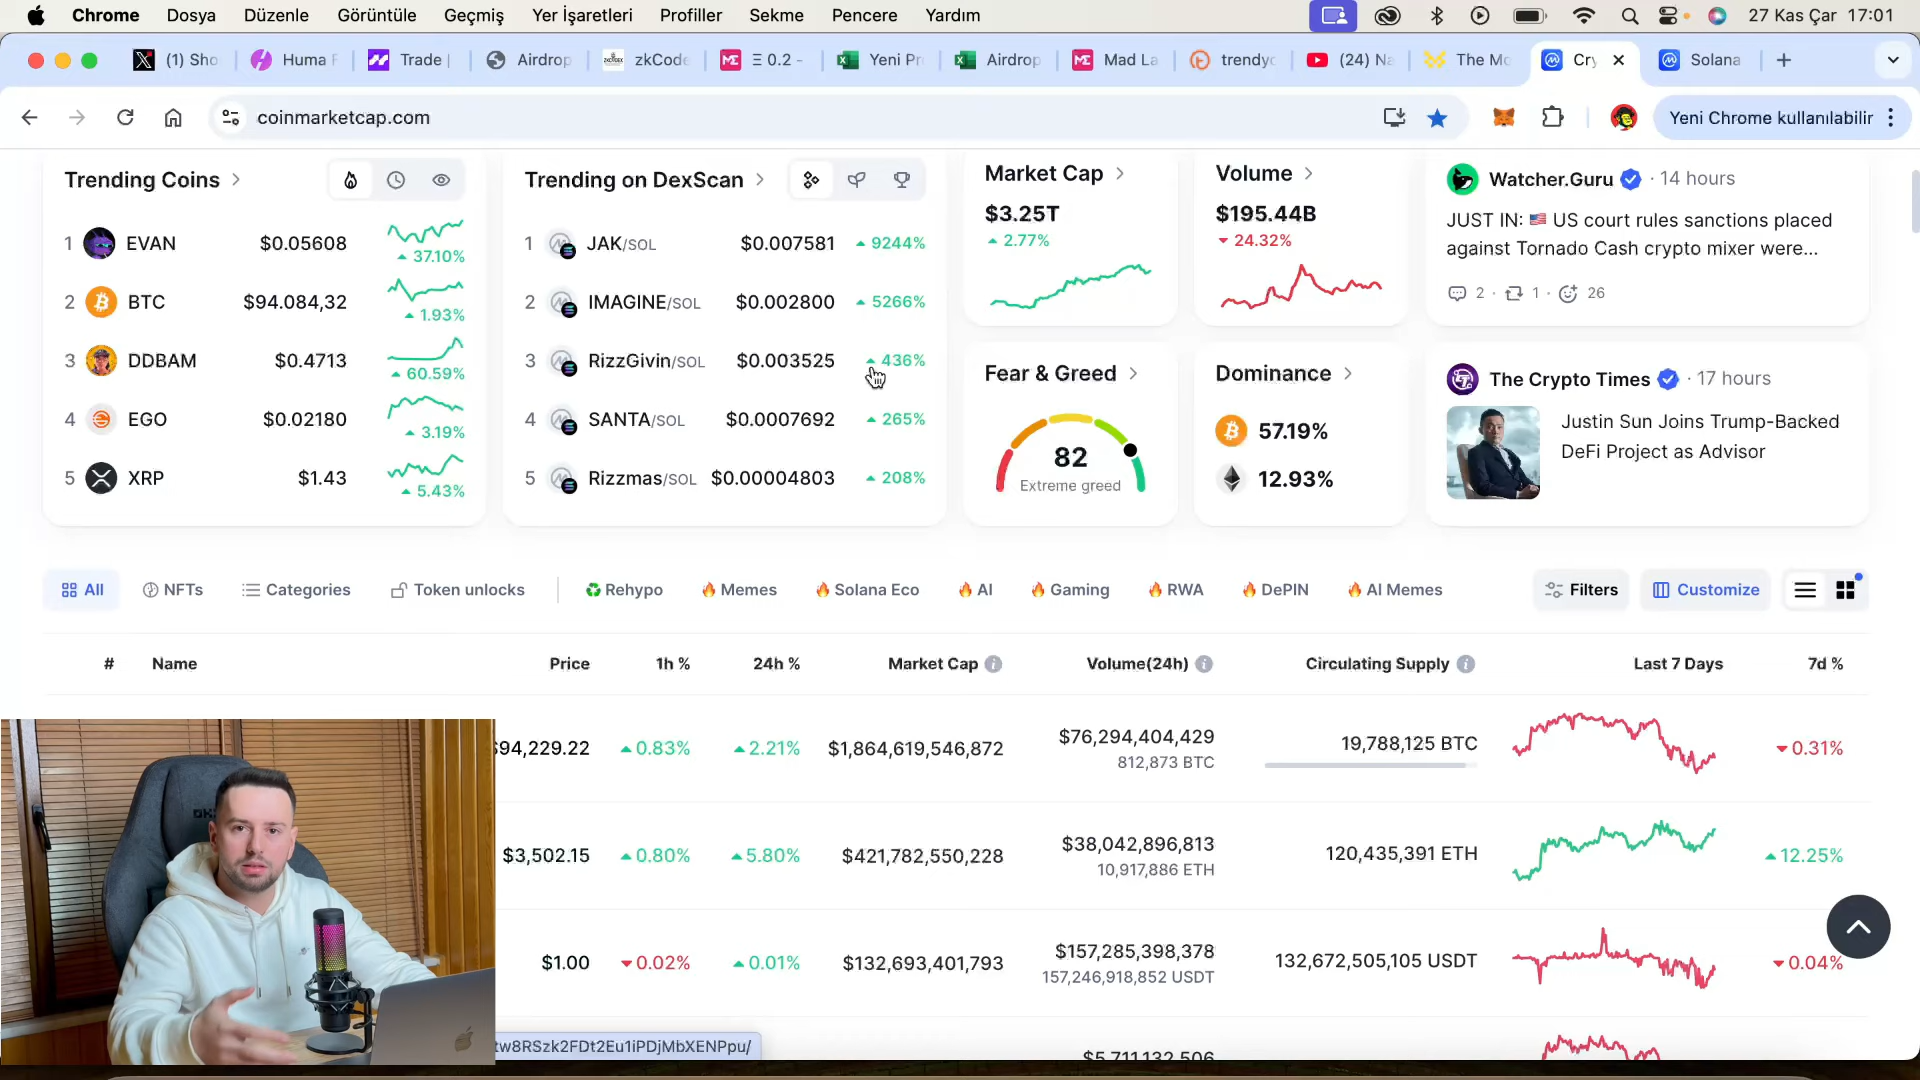 Chrome Dosya Düzenle Görüntüle Geçmiş Yer İşaretleri Profiller Sekme Pencere Yardım 27 Kas Çar 17:01
(1) Sho Huma F Trade | Airdrop zkCode Ξ 0.2 - Yeni Pr Airdrop Mad La trendyo (24) Na The Mo Cry Solana
coinmarketcap.com Yeni Chrome kullanılabilir
Trending Coins
1 EVAN $0.05608 37.10%
2 BTC $94.084,32 1.93%
3 DDBAM $0.4713 60.59%
4 EGO $0.02180 3.19%
5 XRP $1.43 5.43%
Trending on DexScan
1 JAK/SOL $0.007581 9244%
2 IMAGINE/SOL $0.002800 5266%
3 RizzGivin/SOL $0.003525 436%
4 SANTA/SOL $0.0007692 265%
5 Rizzmas/SOL $0.00004803 208%
Market Cap
$3.25T
2.77%
Volume
$195.44B
24.32%
Fear & Greed
82
Extreme greed
Dominance
57.19%
12.93%
Watcher.Guru · 14 hours
JUST IN: 🇺🇸 US court rules sanctions placed
against Tornado Cash crypto mixer were...
2 · 1 · 26
The Crypto Times · 17 hours
Justin Sun Joins Trump-Backed
DeFi Project as Advisor
All NFTs Categories Token unlocks Rehypo Memes Solana Eco AI Gaming RWA DePIN AI Memes Filters Customize
# Name Price 1h % 24h % Market Cap Volume(24h) Circulating Supply Last 7 Days 7d %
$94,229.22 0.83% 2.21% $1,864,619,546,872 $76,294,404,429 19,788,125 BTC 0.31%
812,873 BTC
$3,502.15 0.80% 5.80% $421,782,550,228 $38,042,896,813 120,435,391 ETH 12.25%
10,917,886 ETH
$1.00 0.02% 0.01% $132,693,401,793 $157,285,398,378 132,672,505,105 USDT 0.04%
157,246,918,852 USDT
tw8RSzk2FDt2Eu1iPDjMbXENPpu/
$5,711,132,506